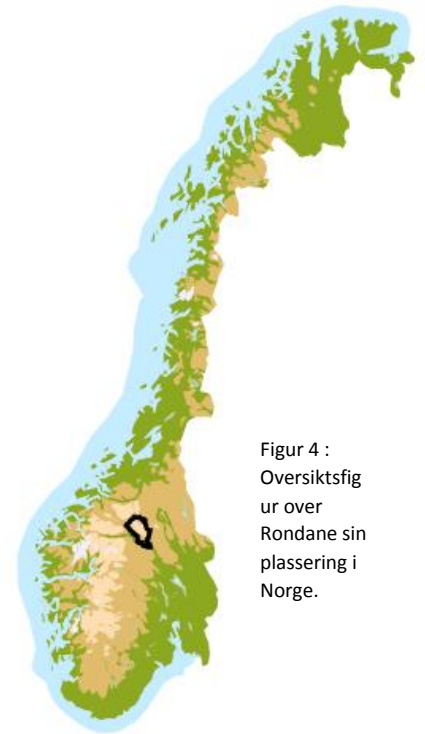 Figur 4 :
Oversiktsfig
ur over
Rondane sin
plassering i
Norge.